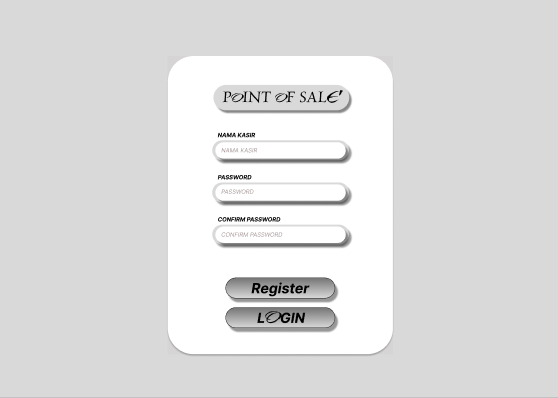 POINT OF SALE'
NAMA KASIR
NAMA KASIR
PASSWORD
PASSWORD
CONFIRM PASSWORD
CONFIRM PASSWORD
Register
LOGIN